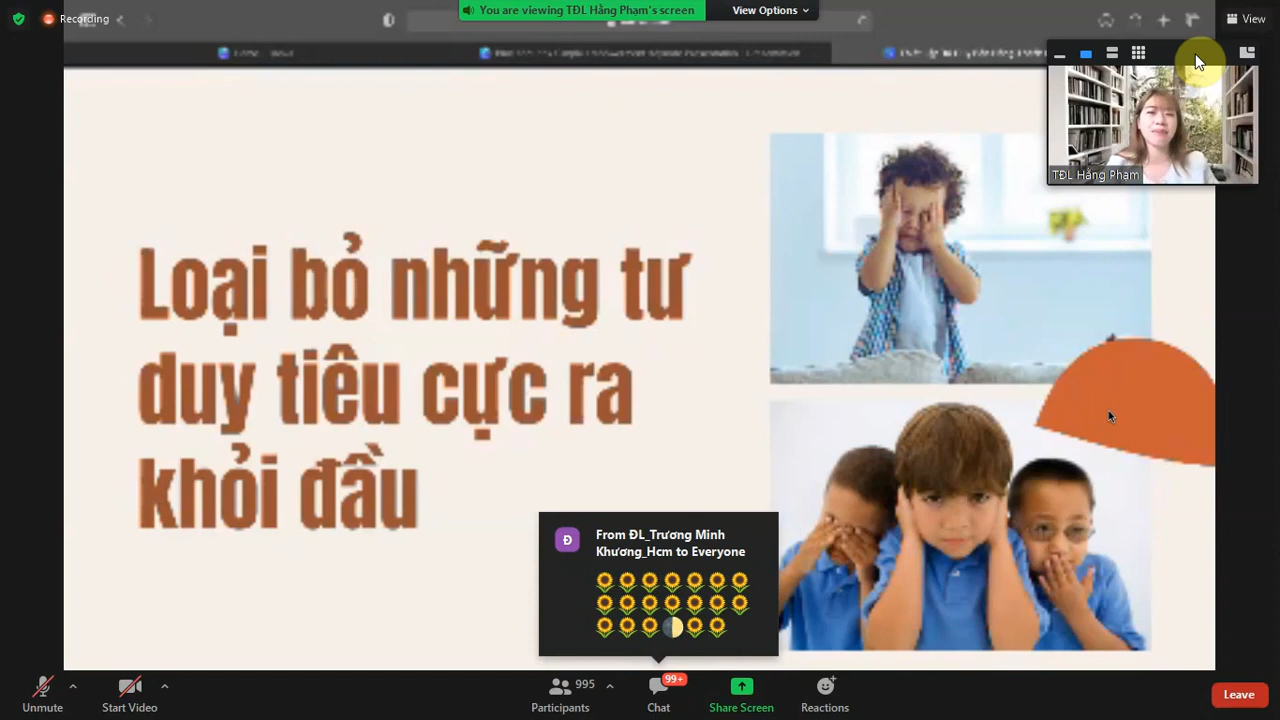 Recording
You are viewing TĐL Hằng Phạm's screen
View Options
View
TĐL Hằng Phạm
Loại bỏ những tư
duy tiêu cực ra
khỏi đầu
From ĐL_Trương Minh
Khương_Hcm to Everyone
Đ
🌻🌻🌻🌻🌻🌻🌻
🌻🌻🌻🌻🌻🌻🌻
🌻🌻🌻🌓🌻🌻
Unmute
Start Video
995
Participants
99+
Chat
Share Screen
Reactions
Leave